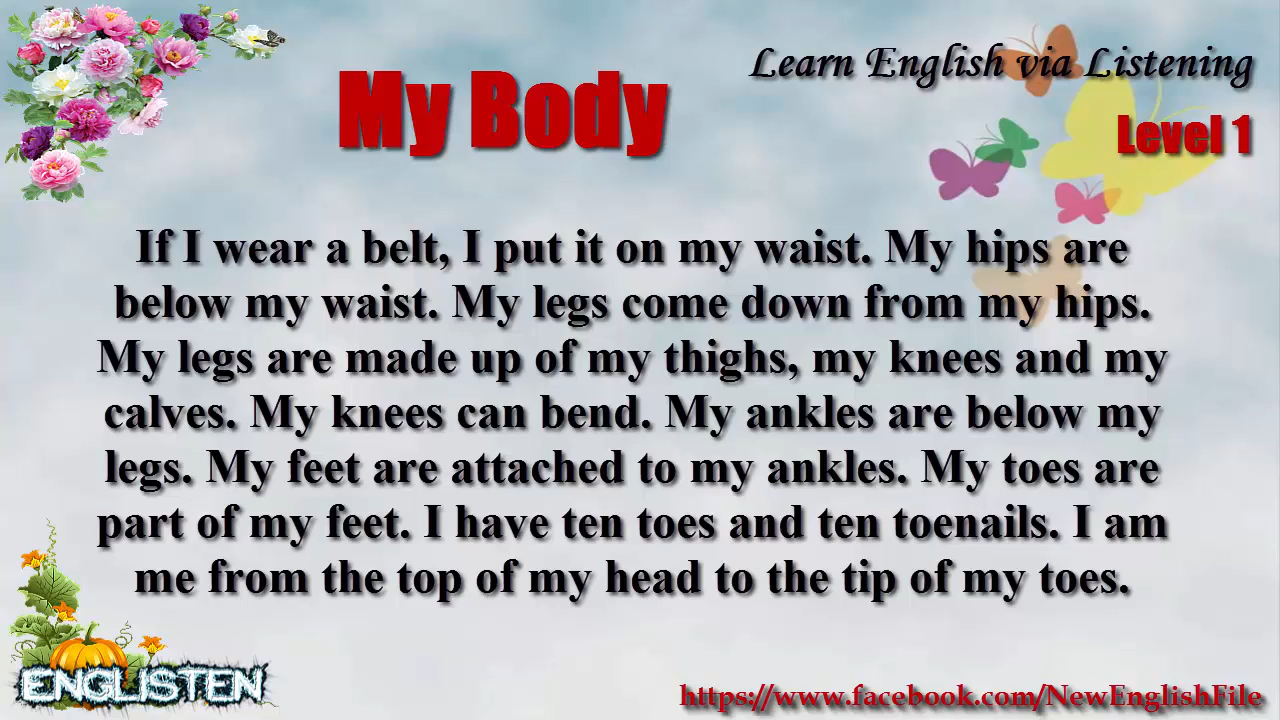 Learn English via Listening
My Body
Level 1
If I wear a belt, I put it on my waist. My hips are
below my waist. My legs come down from my hips.
My legs are made up of my thighs, my knees and my
calves. My knees can bend. My ankles are below my
legs. My feet are attached to my ankles. My toes are
part of my feet. I have ten toes and ten toenails. I am
me from the top of my head to the tip of my toes.
ENGLISTEN
https://www.facebook.com/NewEnglishFile